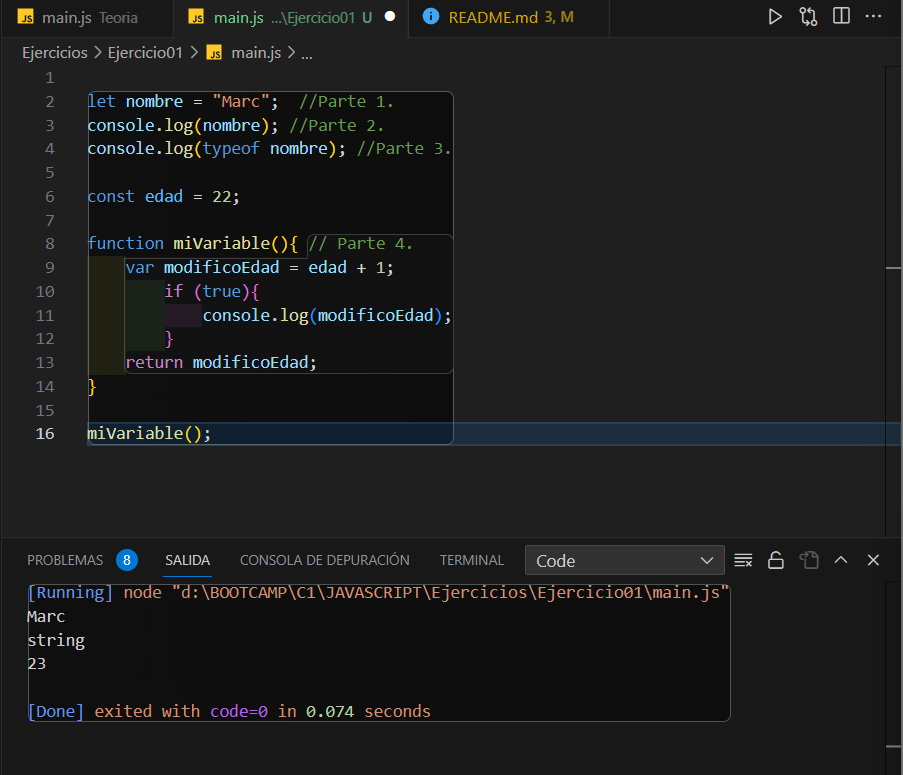 JS main.js Teoria JS main.js ...\Ejercicio01 U README.md 3, M
Ejercicios > Ejercicio01 > JS main.js > ...
1
2 let nombre = "Marc";  //Parte 1.
3 console.log(nombre); //Parte 2.
4 console.log(typeof nombre); //Parte 3.
5
6 const edad = 22;
7
8 function miVariable(){ // Parte 4.
9     var modificoEdad = edad + 1;
10         if (true){
11             console.log(modificoEdad);
12         }
13     return modificoEdad;
14 }
15
16 miVariable();
PROBLEMAS 8 SALIDA CONSOLA DE DEPURACIÓN TERMINAL Code
[Running] node "d:\BOOTCAMP\C1\JAVASCRIPT\Ejercicios\Ejercicio01\main.js"
Marc
string
23
[Done] exited with code=0 in 0.074 seconds